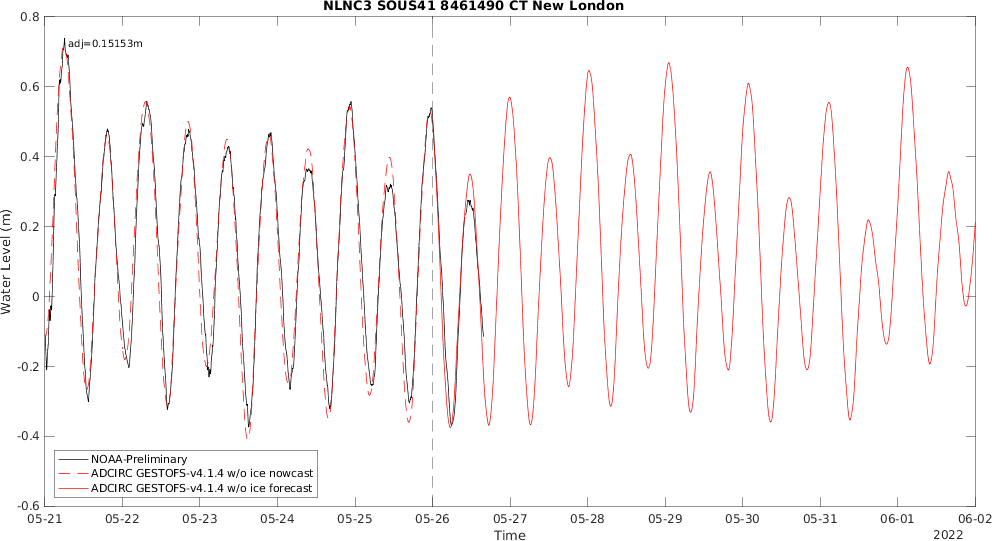 NLNC3 SOUS41 8461490 CT New London
0.8
adj=0.15153m
0.6
0.4
0.2
0
-0.2
-0.4
-0.6
Water Level (m)
NOAA-Preliminary
ADCIRC GESTOFS-v4.1.4 w/o ice nowcast
ADCIRC GESTOFS-v4.1.4 w/o ice forecast
05-21 05-22 05-23 05-24 05-25 05-26 05-27 05-28 05-29 05-30 05-31 06-01 06-02
Time
2022